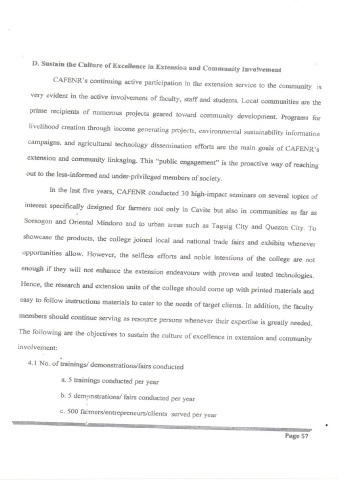 D. Sustain the Culture of Excellence in Extension and Community Involvement
CAFENR's continuing active participation in the extension service to the community is
very evident in the active involvement of faculty, staff and students. Local communities are the
prime recipients of numerous projects geared toward community development. Programs for
livelihood creation through income generating projects, environmental sustainability information
campaigns, and agricultural technology dissemination efforts are the main goals of CAFENR's
extension and community linkaging. This "public engagement" is the proactive way of reaching
out to the less-informed and under-privileged members of society.
In the last five years, CAFENR conducted 30 high-impact seminars on several topics of
interest specifically designed for farmers not only in Cavite but also in communities as far as
Sorsogon and Oriental Mindoro and to urban areas such as Taguig City and Quezon City. To
showcase the products, the college joined local and national trade fairs and exhibits whenever
opportunities allow. However, the selfless efforts and noble intentions of the college are not
enough if they will not enhance the extension endeavours with proven and tested technologies.
Hence, the research and extension units of the college should come up with printed materials and
easy to follow instructions materials to cater to the needs of target clients. In addition, the faculty
members should continue serving as resource persons whenever their expertise is greatly needed.
The following are the objectives to sustain the culture of excellence in extension and community
involvement:
4.1 No. of trainings/ demonstrations/fairs conducted
a. 5 trainings conducted per year
b. 5 demonstrations/ fairs conducted per year
c. 500 farmers/entrepreneurs/clients served per year
Page 57